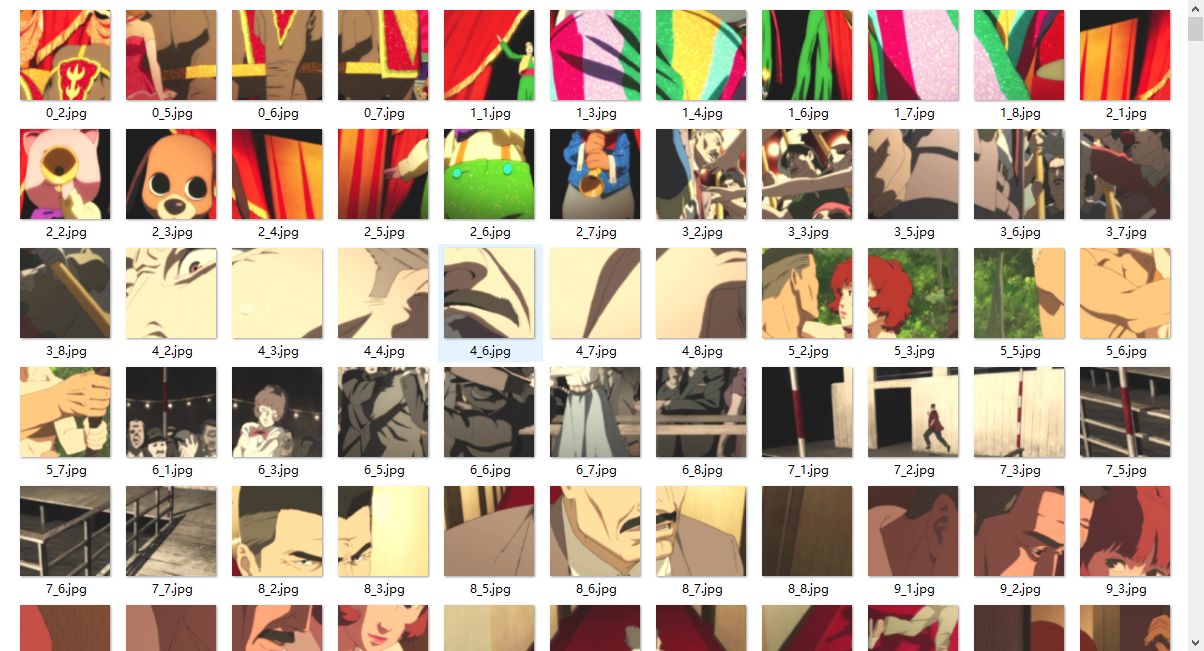 0_2.jpg 0_5.jpg 0_6.jpg 0_7.jpg 1_1.jpg 1_3.jpg 1_4.jpg 1_6.jpg 1_7.jpg 1_8.jpg 2_1.jpg
2_2.jpg 2_3.jpg 2_4.jpg 2_5.jpg 2_6.jpg 2_7.jpg 3_2.jpg 3_3.jpg 3_5.jpg 3_6.jpg 3_7.jpg
3_8.jpg 4_2.jpg 4_3.jpg 4_4.jpg 4_6.jpg 4_7.jpg 4_8.jpg 5_2.jpg 5_3.jpg 5_5.jpg 5_6.jpg
5_7.jpg 6_1.jpg 6_3.jpg 6_5.jpg 6_6.jpg 6_7.jpg 6_8.jpg 7_1.jpg 7_2.jpg 7_3.jpg 7_5.jpg
7_6.jpg 7_7.jpg 8_2.jpg 8_3.jpg 8_5.jpg 8_6.jpg 8_7.jpg 8_8.jpg 9_1.jpg 9_2.jpg 9_3.jpg